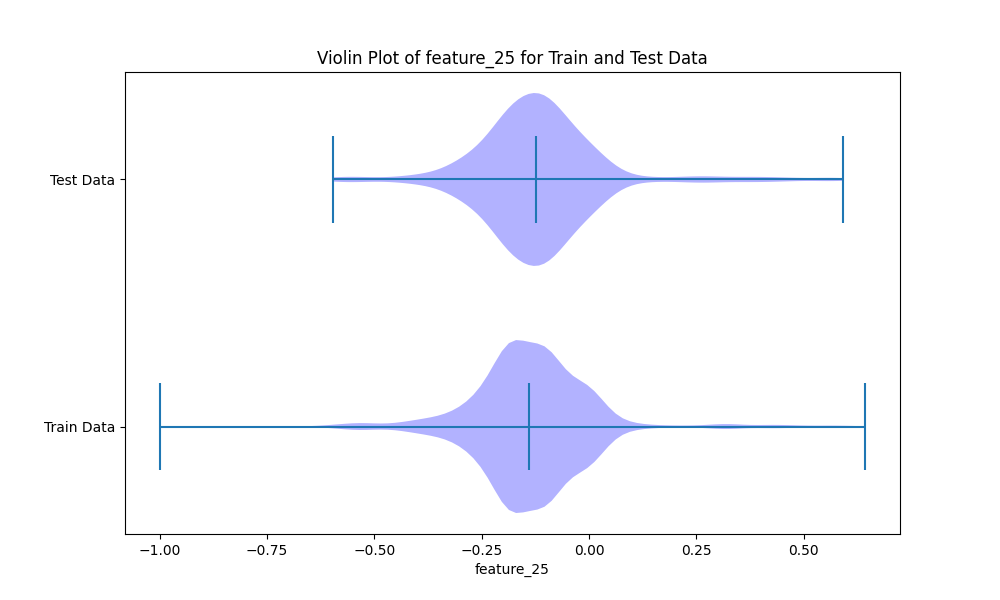 Violin Plot of feature_25 for Train and Test Data
Test Data
Train Data
−1.00
−0.75
−0.50
−0.25
0.00
0.25
0.50
feature_25